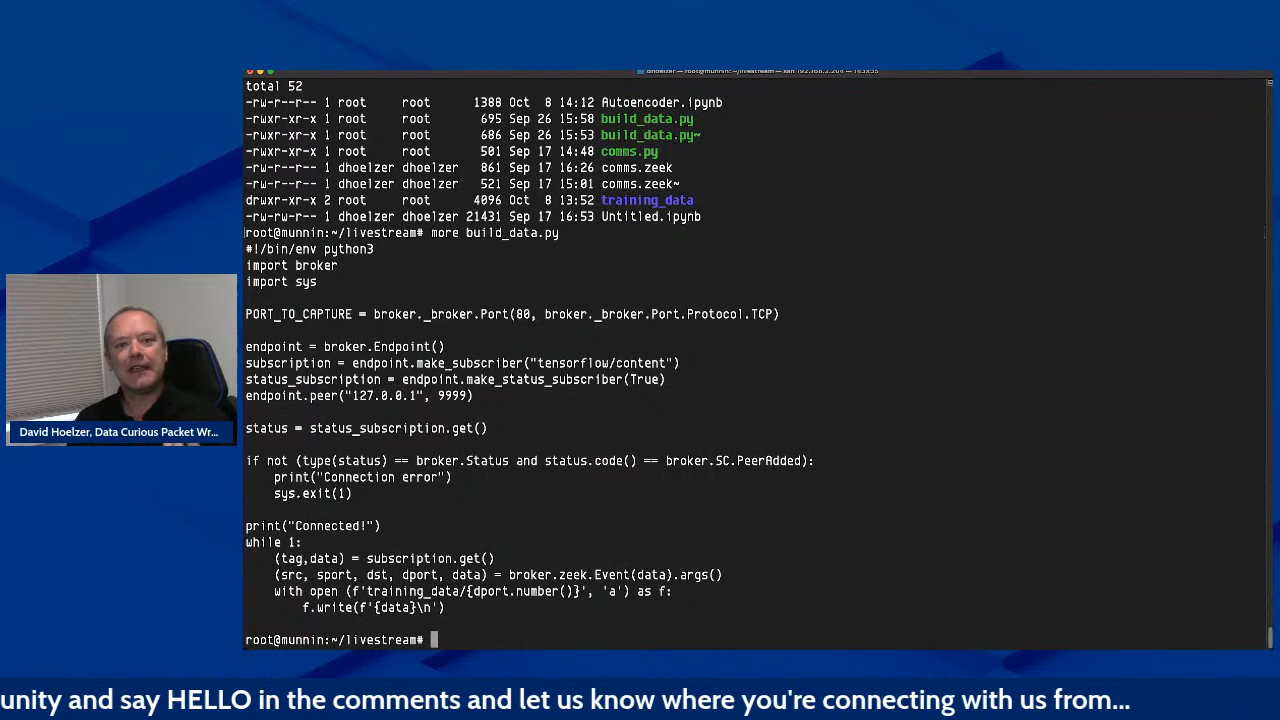 total 52
-rw-r--r-- 1 root     root      1388 Oct  8 14:12 Autoencoder.ipynb
-rwxr-xr-x 1 root     root       695 Sep 26 15:58 build_data.py
-rwxr-xr-x 1 root     root       686 Sep 26 15:53 build_data.py~
-rwxr-xr-x 1 root     root       501 Sep 17 14:48 comms.py
-rw-rw-r-- 1 dhoelzer dhoelzer   861 Sep 17 16:26 comms.zeek
-rw-rw-r-- 1 dhoelzer dhoelzer   521 Sep 17 15:01 comms.zeek~
drwxr-xr-x 2 root     root      4096 Oct  8 13:52 training_data
-rw-rw-r-- 1 dhoelzer dhoelzer 21431 Sep 17 16:53 Untitled.ipynb
root@munnin:~/livestream# more build_data.py
#!/bin/env python3
import broker
import sys
PORT_TO_CAPTURE = broker._broker.Port(80, broker._broker.Port.Protocol.TCP)
endpoint = broker.Endpoint()
subscription = endpoint.make_subscriber("tensorflow/content")
status_subscription = endpoint.make_status_subscriber(True)
endpoint.peer("127.0.0.1", 9999)
status = status_subscription.get()
if not (type(status) == broker.Status and status.code() == broker.SC.PeerAdded):
    print("Connection error")
    sys.exit(1)
print("Connected!")
while 1:
    (tag,data) = subscription.get()
    (src, sport, dst, dport, data) = broker.zeek.Event(data).args()
    with open (f'training_data/{dport.number()}', 'a') as f:
        f.write(f'{data}\n')
root@munnin:~/livestream#
David Hoelzer, Data Curious Packet Wr...
unity and say HELLO in the comments and let us know where you're connecting with us from...